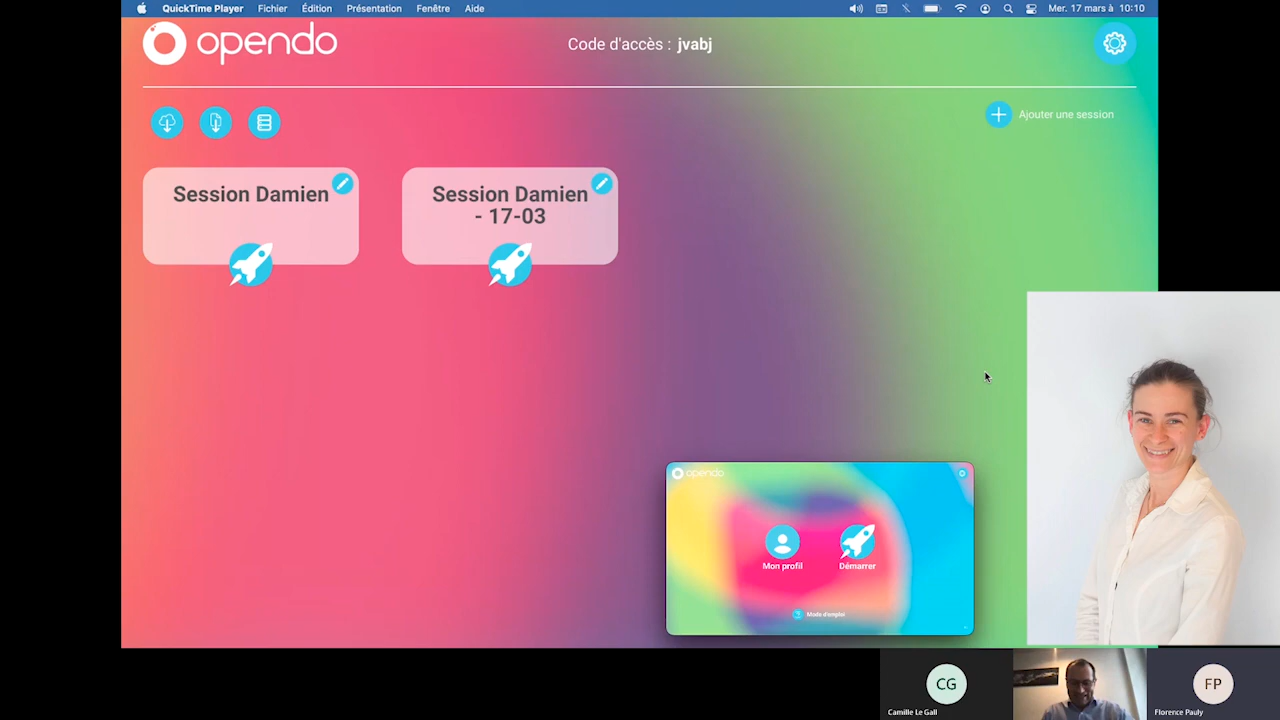 QuickTime Player Fichier Édition Présentation Fenêtre Aide Mer. 17 mars à 10:10
opendo
Code d'accès : jvabj
Ajouter une session
Session Damien
Session Damien
- 17-03
opendo
Mon profil
Démarrer
Mode d'emploi
CG
Camille Le Gall
FP
Florence Pauly